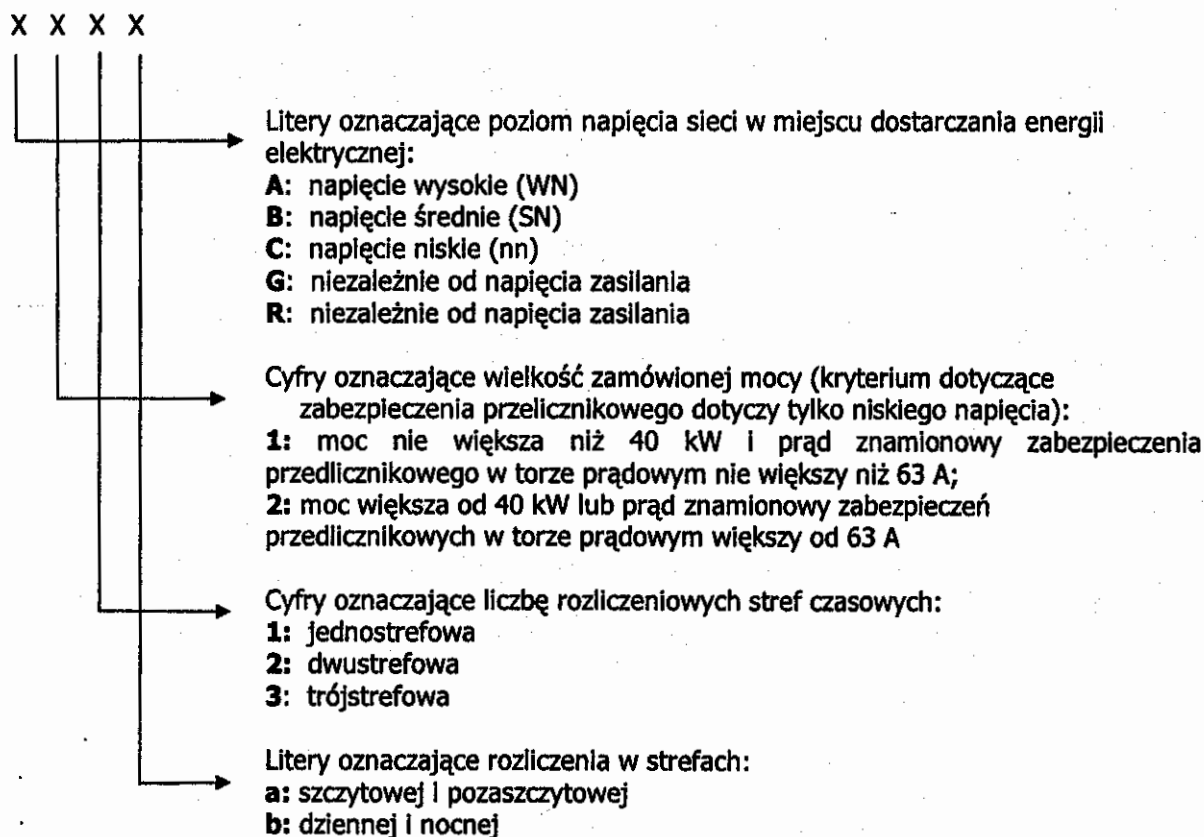 X X X X
Litery oznaczające poziom napięcia sieci w miejscu dostarczania energii
elektrycznej:
A: napięcie wysokie (WN)
B: napięcie średnie (SN)
C: napięcie niskie (nn)
G: niezależnie od napięcia zasilania
R: niezależnie od napięcia zasilania
Cyfry oznaczające wielkość zamówionej mocy (kryterium dotyczące
zabezpieczenia przelicznikowego dotyczy tylko niskiego napięcia):
1: moc nie większa niż 40 kW i prąd znamionowy zabezpieczenia
przedlicznikowego w torze prądowym nie większy niż 63 A;
2: moc większa od 40 kW lub prąd znamionowy zabezpieczeń
przedlicznikowych w torze prądowym większy od 63 A
Cyfry oznaczające liczbę rozliczeniowych stref czasowych:
1: jednostrefowa
2: dwustrefowa
3: trójstrefowa
Litery oznaczające rozliczenia w strefach:
a: szczytowej i pozaszczytowej
b: dziennej i nocnej